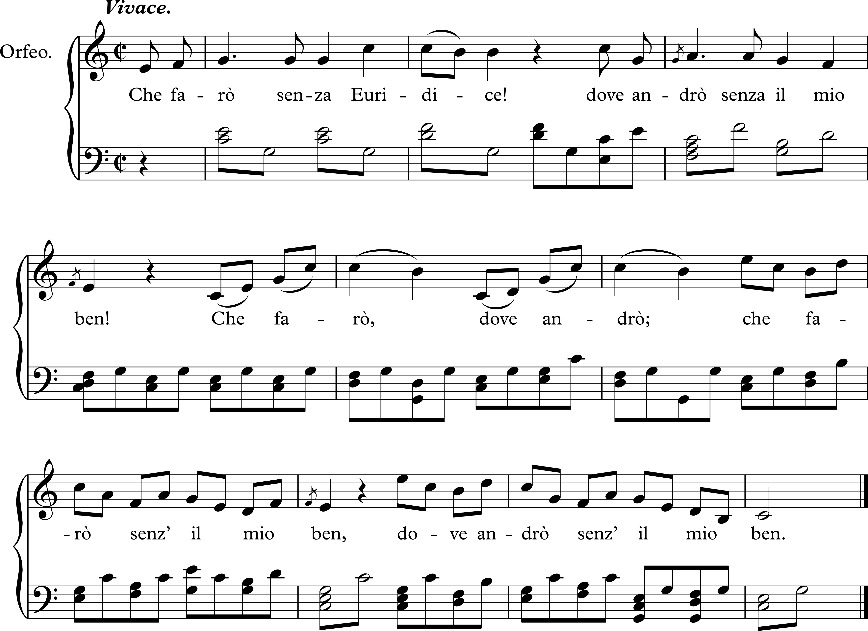 Vivace.
Orfeo.
Che fa - rò sen - za Euri - di - ce! dove an - drò senza il mio
ben! Che fa - rò, dove an - drò; che fa -
- rò senz' il mio ben, do - ve an - drò senz' il mio ben.